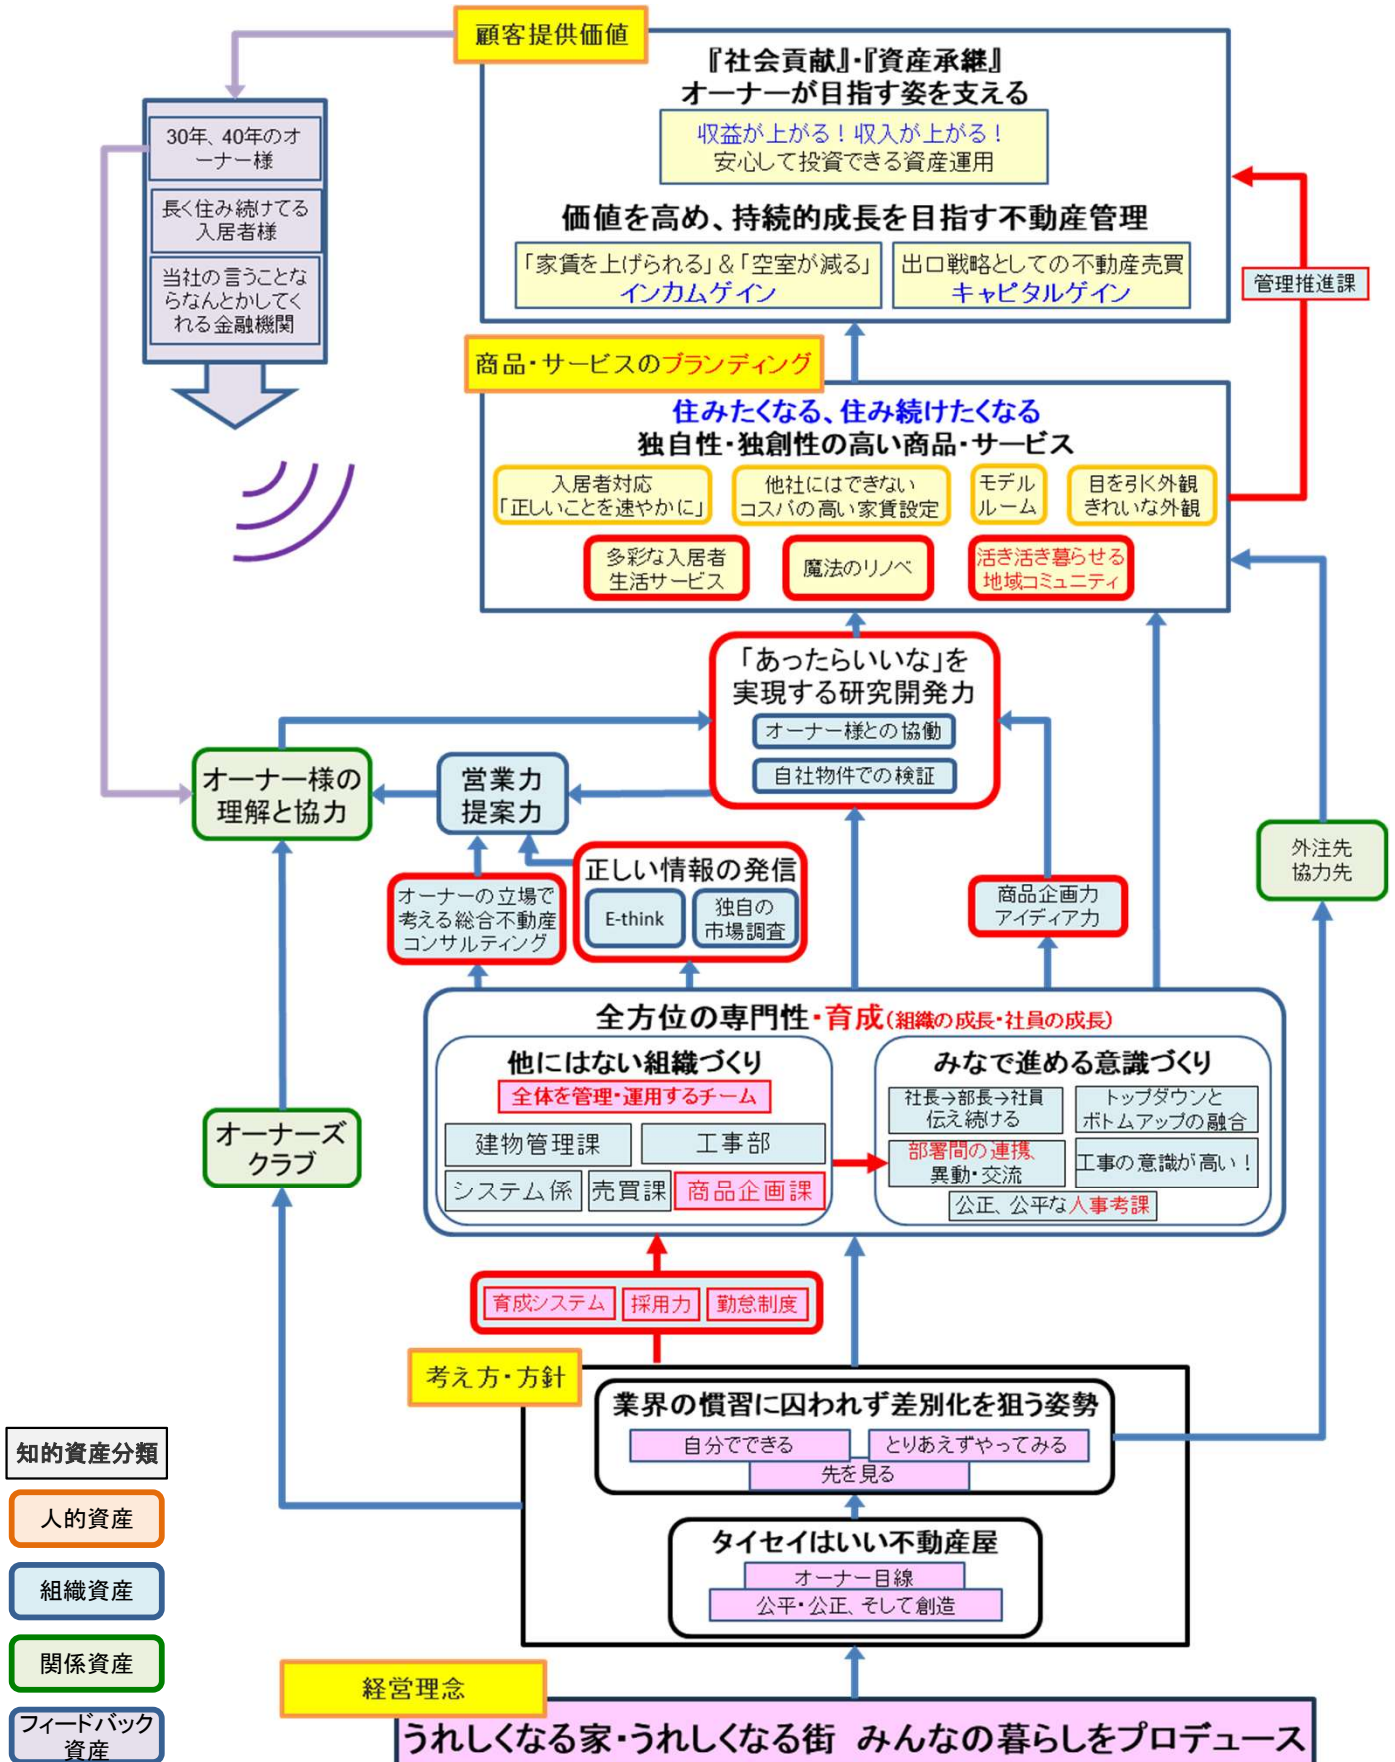 顧客提供価値
『社会貢献』・『資産承継』
オーナーが目指す姿を支える
収益が上がる！収入が上がる！
安心して投資できる資産運用
価値を高め、持続的成長を目指す不動産管理
「家賃を上げられる」&「空室が減る」
インカムゲイン
出口戦略としての不動産売買
キャピタルゲイン
30年、40年のオ
ーナー様
長く住み続けてる
入居者様
当社の言うことな
らなんとかしてく
れる金融機関
管理推進課
商品・サービスのブランディング
住みたくなる、住み続けたくなる
独自性・独創性の高い商品・サービス
入居者対応
「正しいことを速やかに」
他社にはできない
コスパの高い家賃設定
モデル
ルーム
目を引く外観
きれいな外観
多彩な入居者
生活サービス
魔法のリノベ
活き活き暮らせる
地域コミュニティ
「あったらいいな」を
実現する研究開発力
オーナー様との協働
自社物件での検証
オーナー様の
理解と協力
営業力
提案力
オーナーの立場で
考える総合不動産
コンサルティング
正しい情報の発信
E-think
独自の
市場調査
商品企画力
アイディア力
外注先
協力先
全方位の専門性・育成(組織の成長・社員の成長)
他にはない組織づくり
全体を管理・運用するチーム
建物管理課
工事部
システム係
売買課
商品企画課
みなで進める意識づくり
社長→部長→社員
伝え続ける
トップダウンと
ボトムアップの融合
部署間の連携、
異動・交流
工事の意識が高い！
公正、公平な人事考課
オーナーズ
クラブ
育成システム
採用力
勤怠制度
考え方・方針
業界の慣習に囚われず差別化を狙う姿勢
自分でできる
とりあえずやってみる
先を見る
タイセイはいい不動産屋
オーナー目線
公平・公正、そして創造
経営理念
うれしくなる家・うれしくなる街 みんなの暮らしをプロデュース
知的資産分類
人的資産
組織資産
関係資産
フィードバック
資産